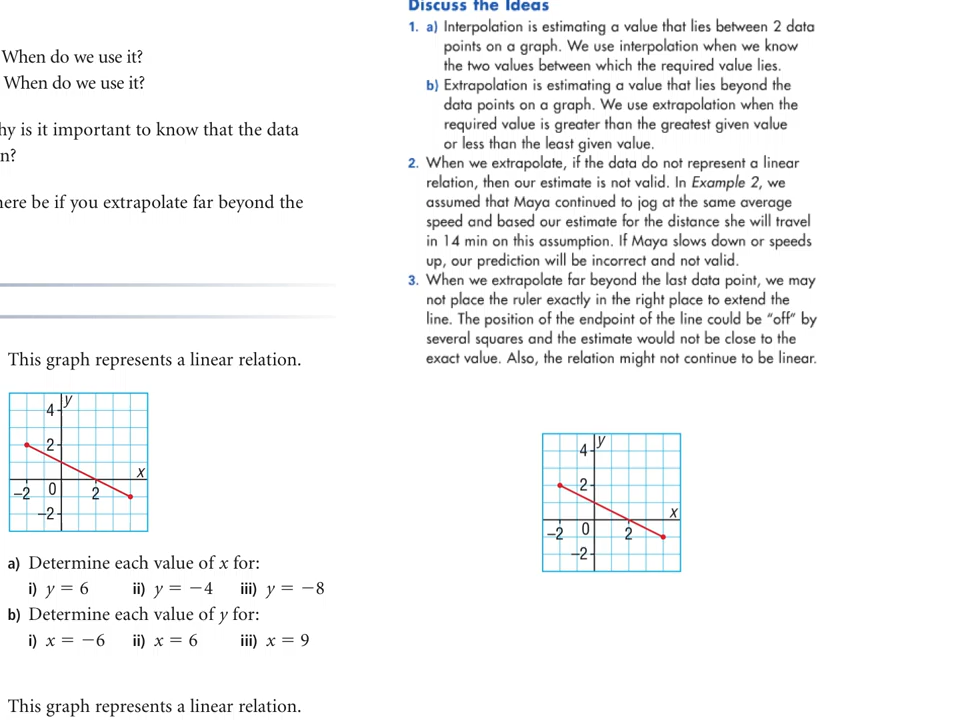 When do we use it?
When do we use it?
hy is it important to know that the data
n?
here be if you extrapolate far beyond the
This graph represents a linear relation.
4
y
2
x
−2
0
2
−2
a) Determine each value of x for:
i) y = 6 ii) y = −4 iii) y = −8
b) Determine each value of y for:
i) x = −6 ii) x = 6 iii) x = 9
This graph represents a linear relation.
Discuss the Ideas
1. a) Interpolation is estimating a value that lies between 2 data
points on a graph. We use interpolation when we know
the two values between which the required value lies.
b) Extrapolation is estimating a value that lies beyond the
data points on a graph. We use extrapolation when the
required value is greater than the greatest given value
or less than the least given value.
2. When we extrapolate, if the data do not represent a linear
relation, then our estimate is not valid. In Example 2, we
assumed that Maya continued to jog at the same average
speed and based our estimate for the distance she will travel
in 14 min on this assumption. If Maya slows down or speeds
up, our prediction will be incorrect and not valid.
3. When we extrapolate far beyond the last data point, we may
not place the ruler exactly in the right place to extend the
line. The position of the endpoint of the line could be “off” by
several squares and the estimate would not be close to the
exact value. Also, the relation might not continue to be linear.
4
y
2
x
−2
0
2
−2